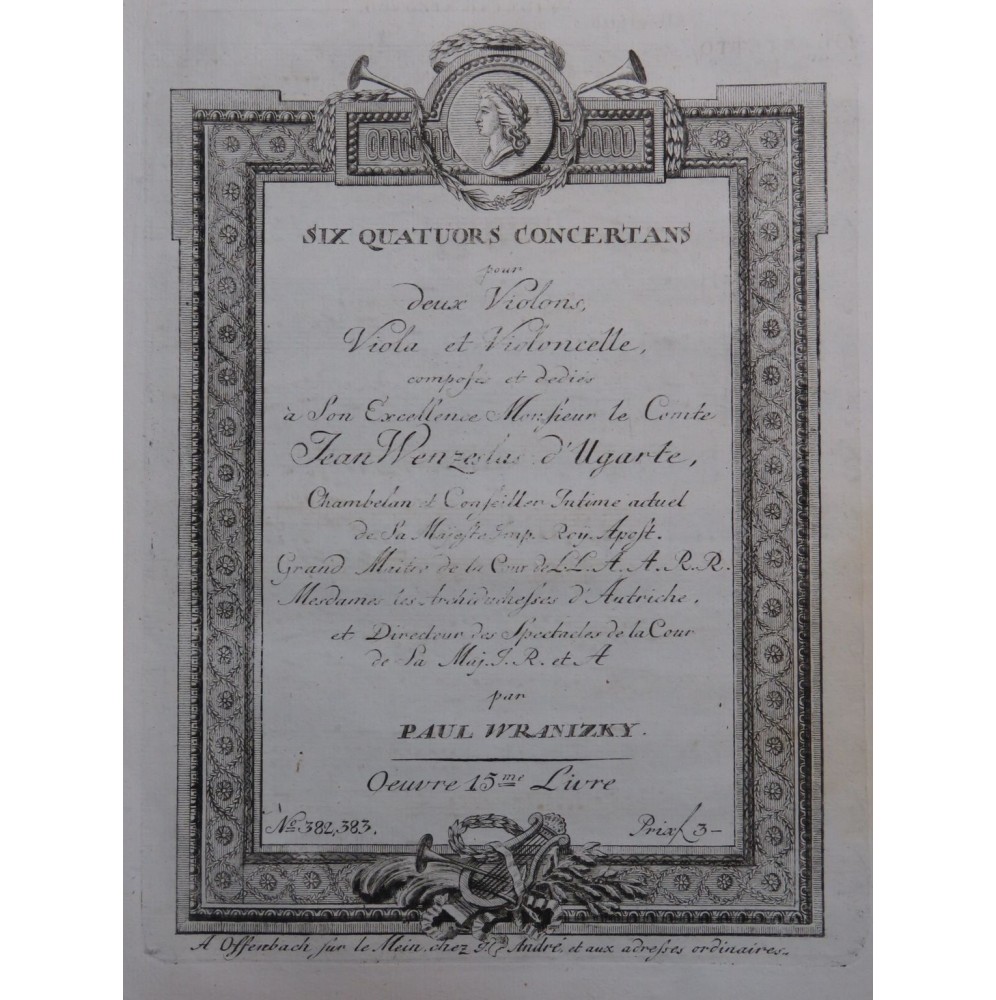 SIX QUATUORS CONCERTANS
pour
deux Violons,
Viola et Violoncelle,
composés et dediés
à Son Excellence Monsieur le Comte
Jean Wenzeslas d'Ugarte,
Chambelan et Conseiller Intime actuel
de Sa Majesté Imp. Roy. Apost.
Grand Maitre de la Cour de L.L. A. A. R. R.
Mesdames les Archiduchesses d'Autriche,
et Directeur des Spectacles de la Cour
de Sa Maj. I. R. et A
par
PAUL WRANIZKY.
Oeuvre 15me Livre
No. 382, 383.
Prix f 3-
A Offenbach sur le Mein, chez J. André et aux adresses ordinaires.